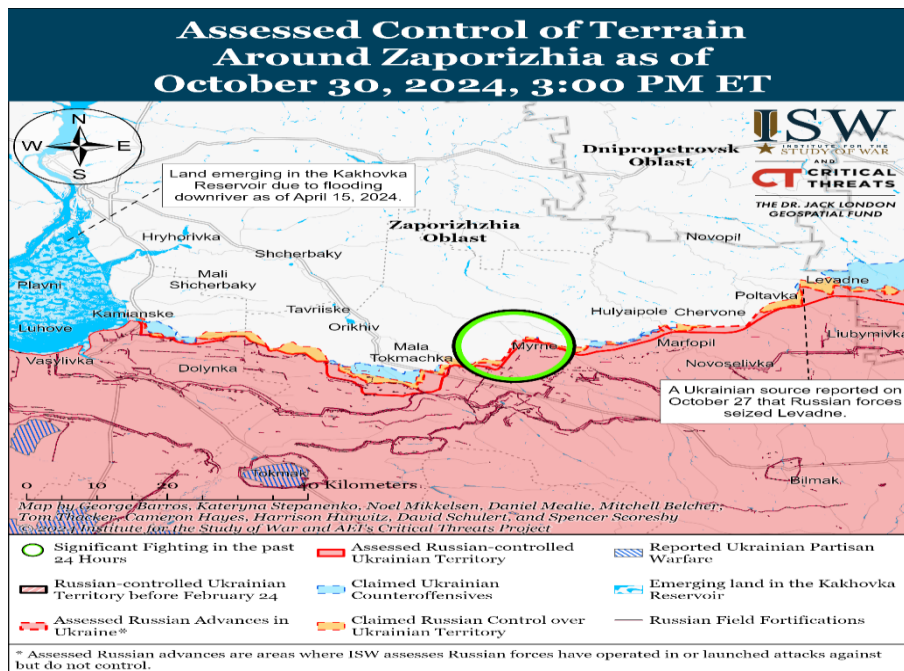 Assessed Control of Terrain
Around Zaporizhia as of
October 30, 2024, 3:00 PM ET
N
W E
S
ISW
INSTITUTE FOR THE
STUDY OF WAR
AND
CT CRITICAL
THREATS
THE DR. JACK LONDON
GEOSPATIAL FUND
Land emerging in the Kakhovka
Reservoir due to flooding
downriver as of April 15, 2024.
Dnipropetrovsk
Oblast
Zaporizhzhia
Oblast
Hryhorivka
Shcherbaky
Novopil
Mali
Shcherbaky
Levadne
Plavni
Poltavka
Tavriiske
Kamianske
Hulyaipole
Chervone
Luhove
Orikhiv
Liubymivka
Mala
Tokmachka
Myrne
Marfopil
Vasylivka
Dolynka
Novoselivka
A Ukrainian source reported on
October 27 that Russian forces
seized Levadne.
Tokmak
Bilmak
0 10 20 40 Kilometers
Map by George Barros, Kateryna Stepanenko, Noel Mikkelsen, Daniel Mealie, Mitchell Belcher,
Tom Thacker, Cameron Hayes, Harrison Hurwitz, David Schulert, and Spencer Scoresby
© 2024 Institute for the Study of War and AEI's Critical Threats Project
Significant Fighting in the past
24 Hours
Assessed Russian-controlled
Ukrainian Territory
Reported Ukrainian Partisan
Warfare
Russian-controlled Ukrainian
Territory before February 24
Claimed Ukrainian
Counteroffensives
Emerging land in the Kakhovka
Reservoir
Assessed Russian Advances in
Ukraine*
Claimed Russian Control over
Ukrainian Territory
Russian Field Fortifications
* Assessed Russian advances are areas where ISW assesses Russian forces have operated in or launched attacks against
but do not control.